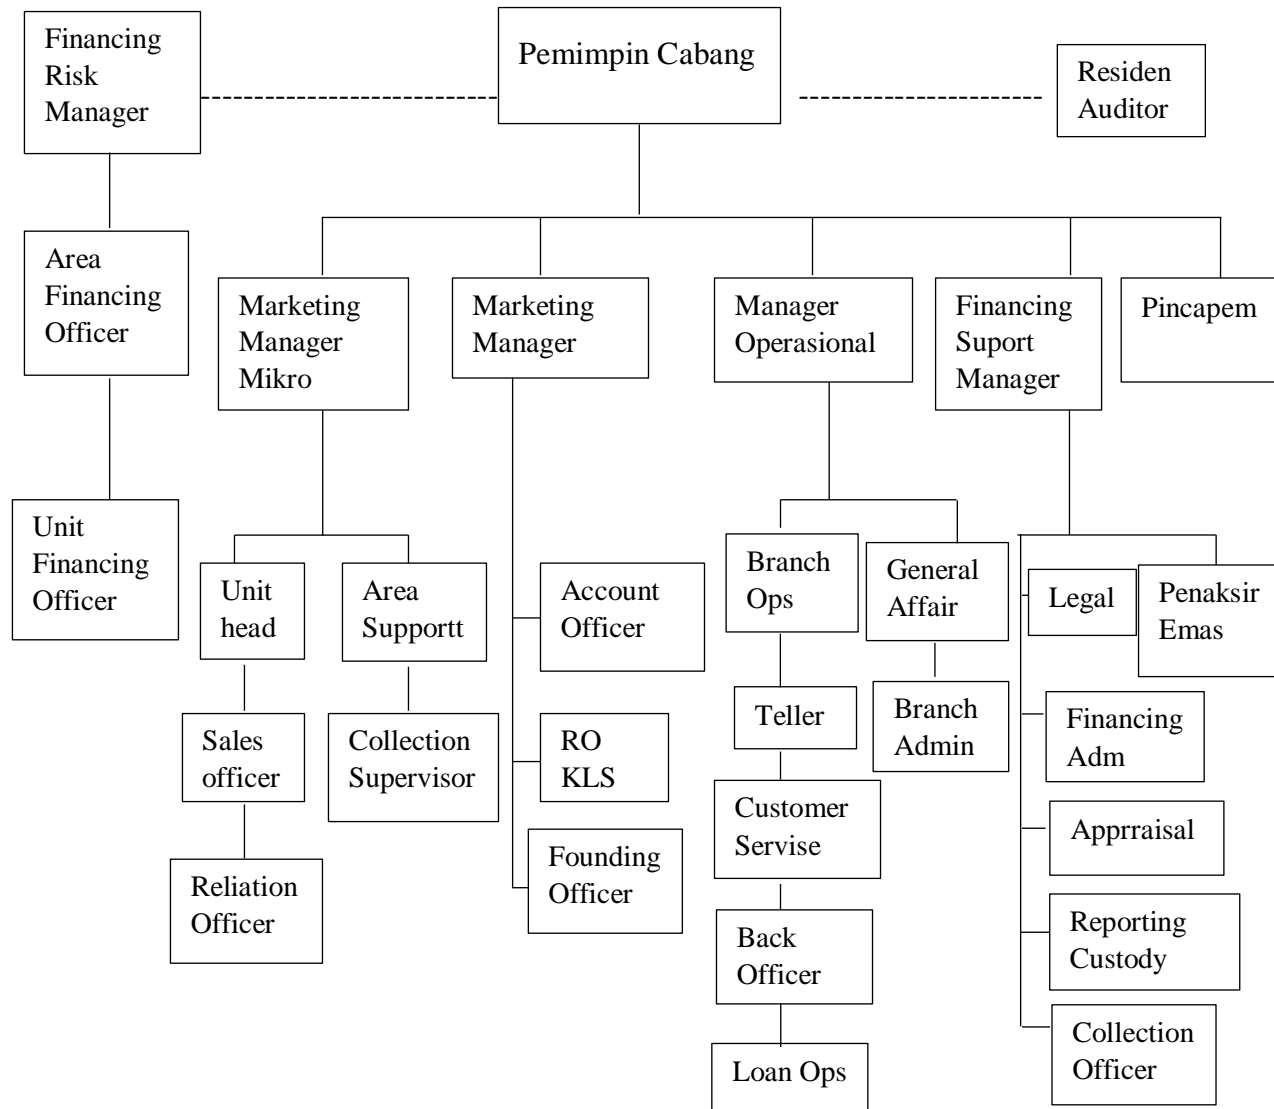 Financing
Risk
Manager
Pemimpin Cabang
Residen
Auditor
Area
Financing
Officer
Marketing
Manager
Mikro
Marketing
Manager
Manager
Operasional
Financing
Suport
Manager
Pincapem
Unit
Financing
Officer
Unit
head
Area
Supportt
Account
Officer
Branch
Ops
General
Affair
Legal
Penaksir
Emas
Sales
officer
Collection
Supervisor
RO
KLS
Teller
Branch
Admin
Financing
Adm
Customer
Servise
Apprraisal
Reliation
Officer
Founding
Officer
Back
Officer
Reporting
Custody
Loan Ops
Collection
Officer